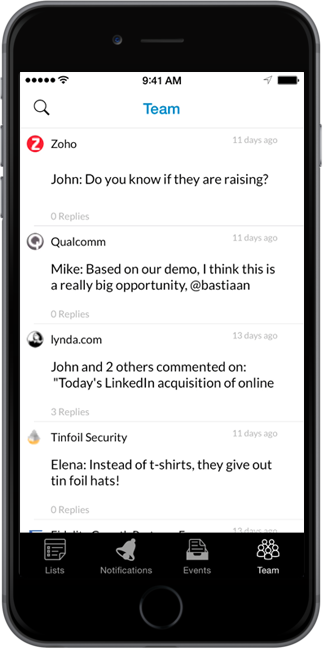 9:41 AM
Team
Zoho
11 days ago
John: Do you know if they are raising?
0 Replies
Qualcomm
11 days ago
Mike: Based on our demo, I think this is
a really big opportunity, @bastiaan
0 Replies
lynda.com
13 days ago
John and 2 others commented on:
"Today's LinkedIn acquisition of online
3 Replies
Tinfoil Security
11 days ago
Elena: Instead of t-shirts, they give out
tin foil hats!
0 Replies
13 days ago
Lists
Notifications
Events
Team